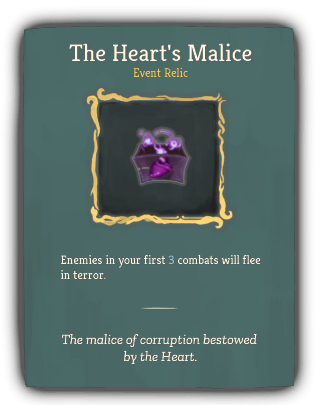 The Heart's Malice
Event Relic
Enemies in your first 3 combats will flee
in terror.
The malice of corruption bestowed
by the Heart.